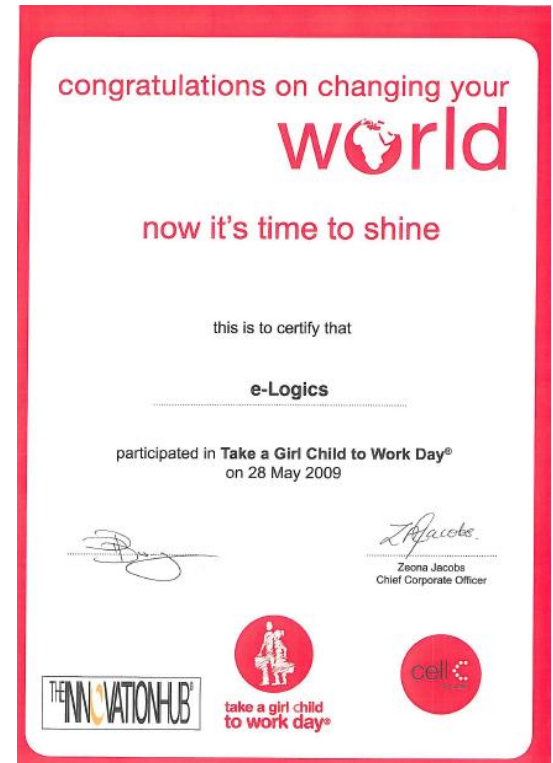 congratulations on changing your
world
now it's time to shine
this is to certify that
e-Logics
participated in Take a Girl Child to Work Day®
on 28 May 2009
ZAJacobs.
Zeona Jacobs
Chief Corporate Officer
THE INNOVATIONHUB®
take a girl child
to work day®
cell C